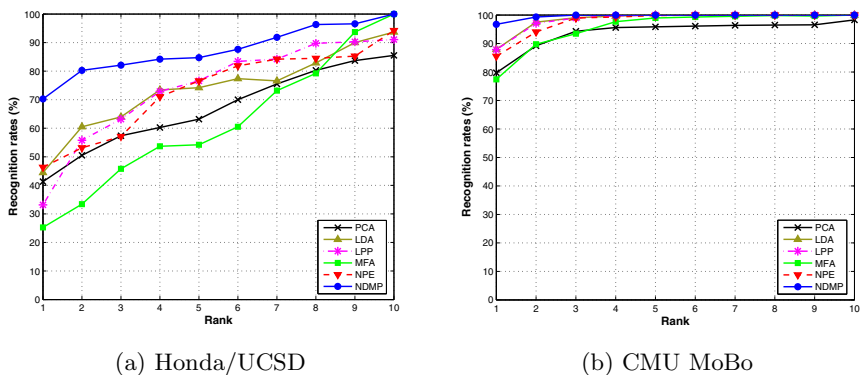 100
90
80
70
60
50
40
30
20
10
0
Recognition rates (%)
1 2 3 4 5 6 7 8 9 10
Rank
PCA
LDA
LPP
MFA
NPE
NDMP
(a) Honda/UCSD
100
90
80
70
60
50
40
30
20
10
0
Recognition rates (%)
1 2 3 4 5 6 7 8 9 10
Rank
PCA
LDA
LPP
MFA
NPE
NDMP
(b) CMU MoBo